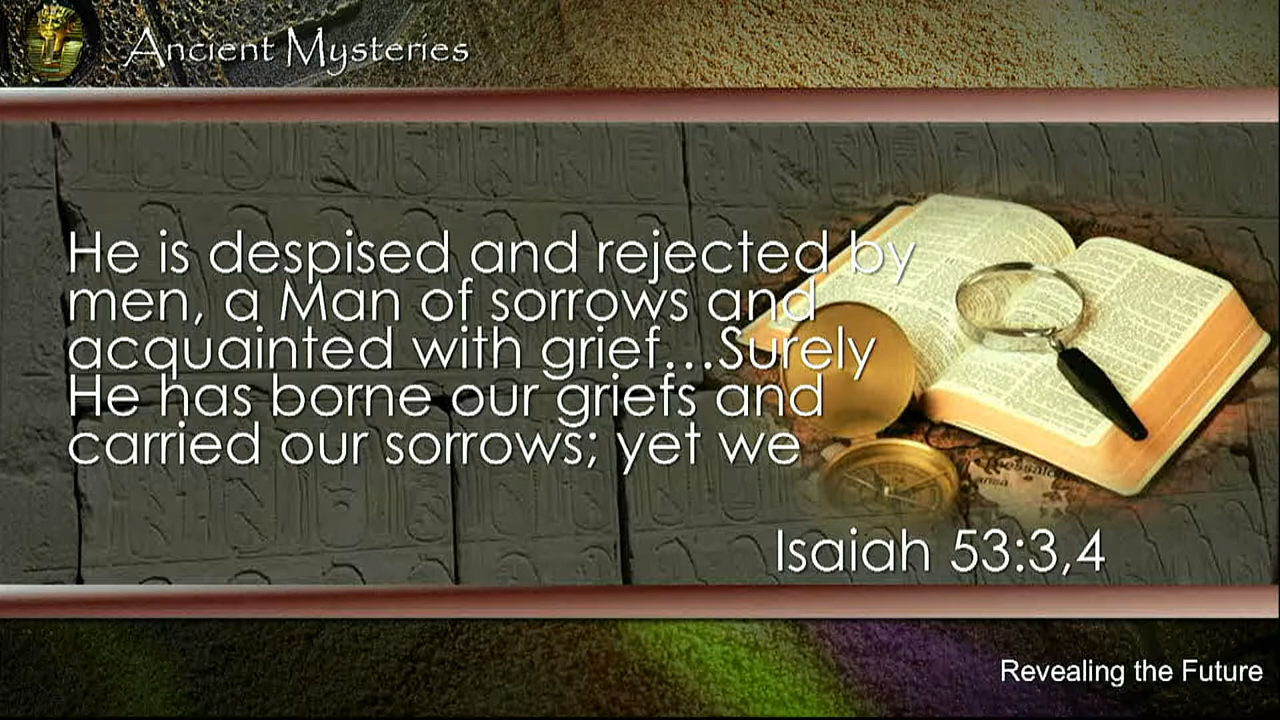 Ancient Mysteries
He is despised and rejected by
men, a Man of sorrows and
acquainted with grief...Surely
He has borne our griefs and
carried our sorrows; yet we
Isaiah 53:3,4
Revealing the Future